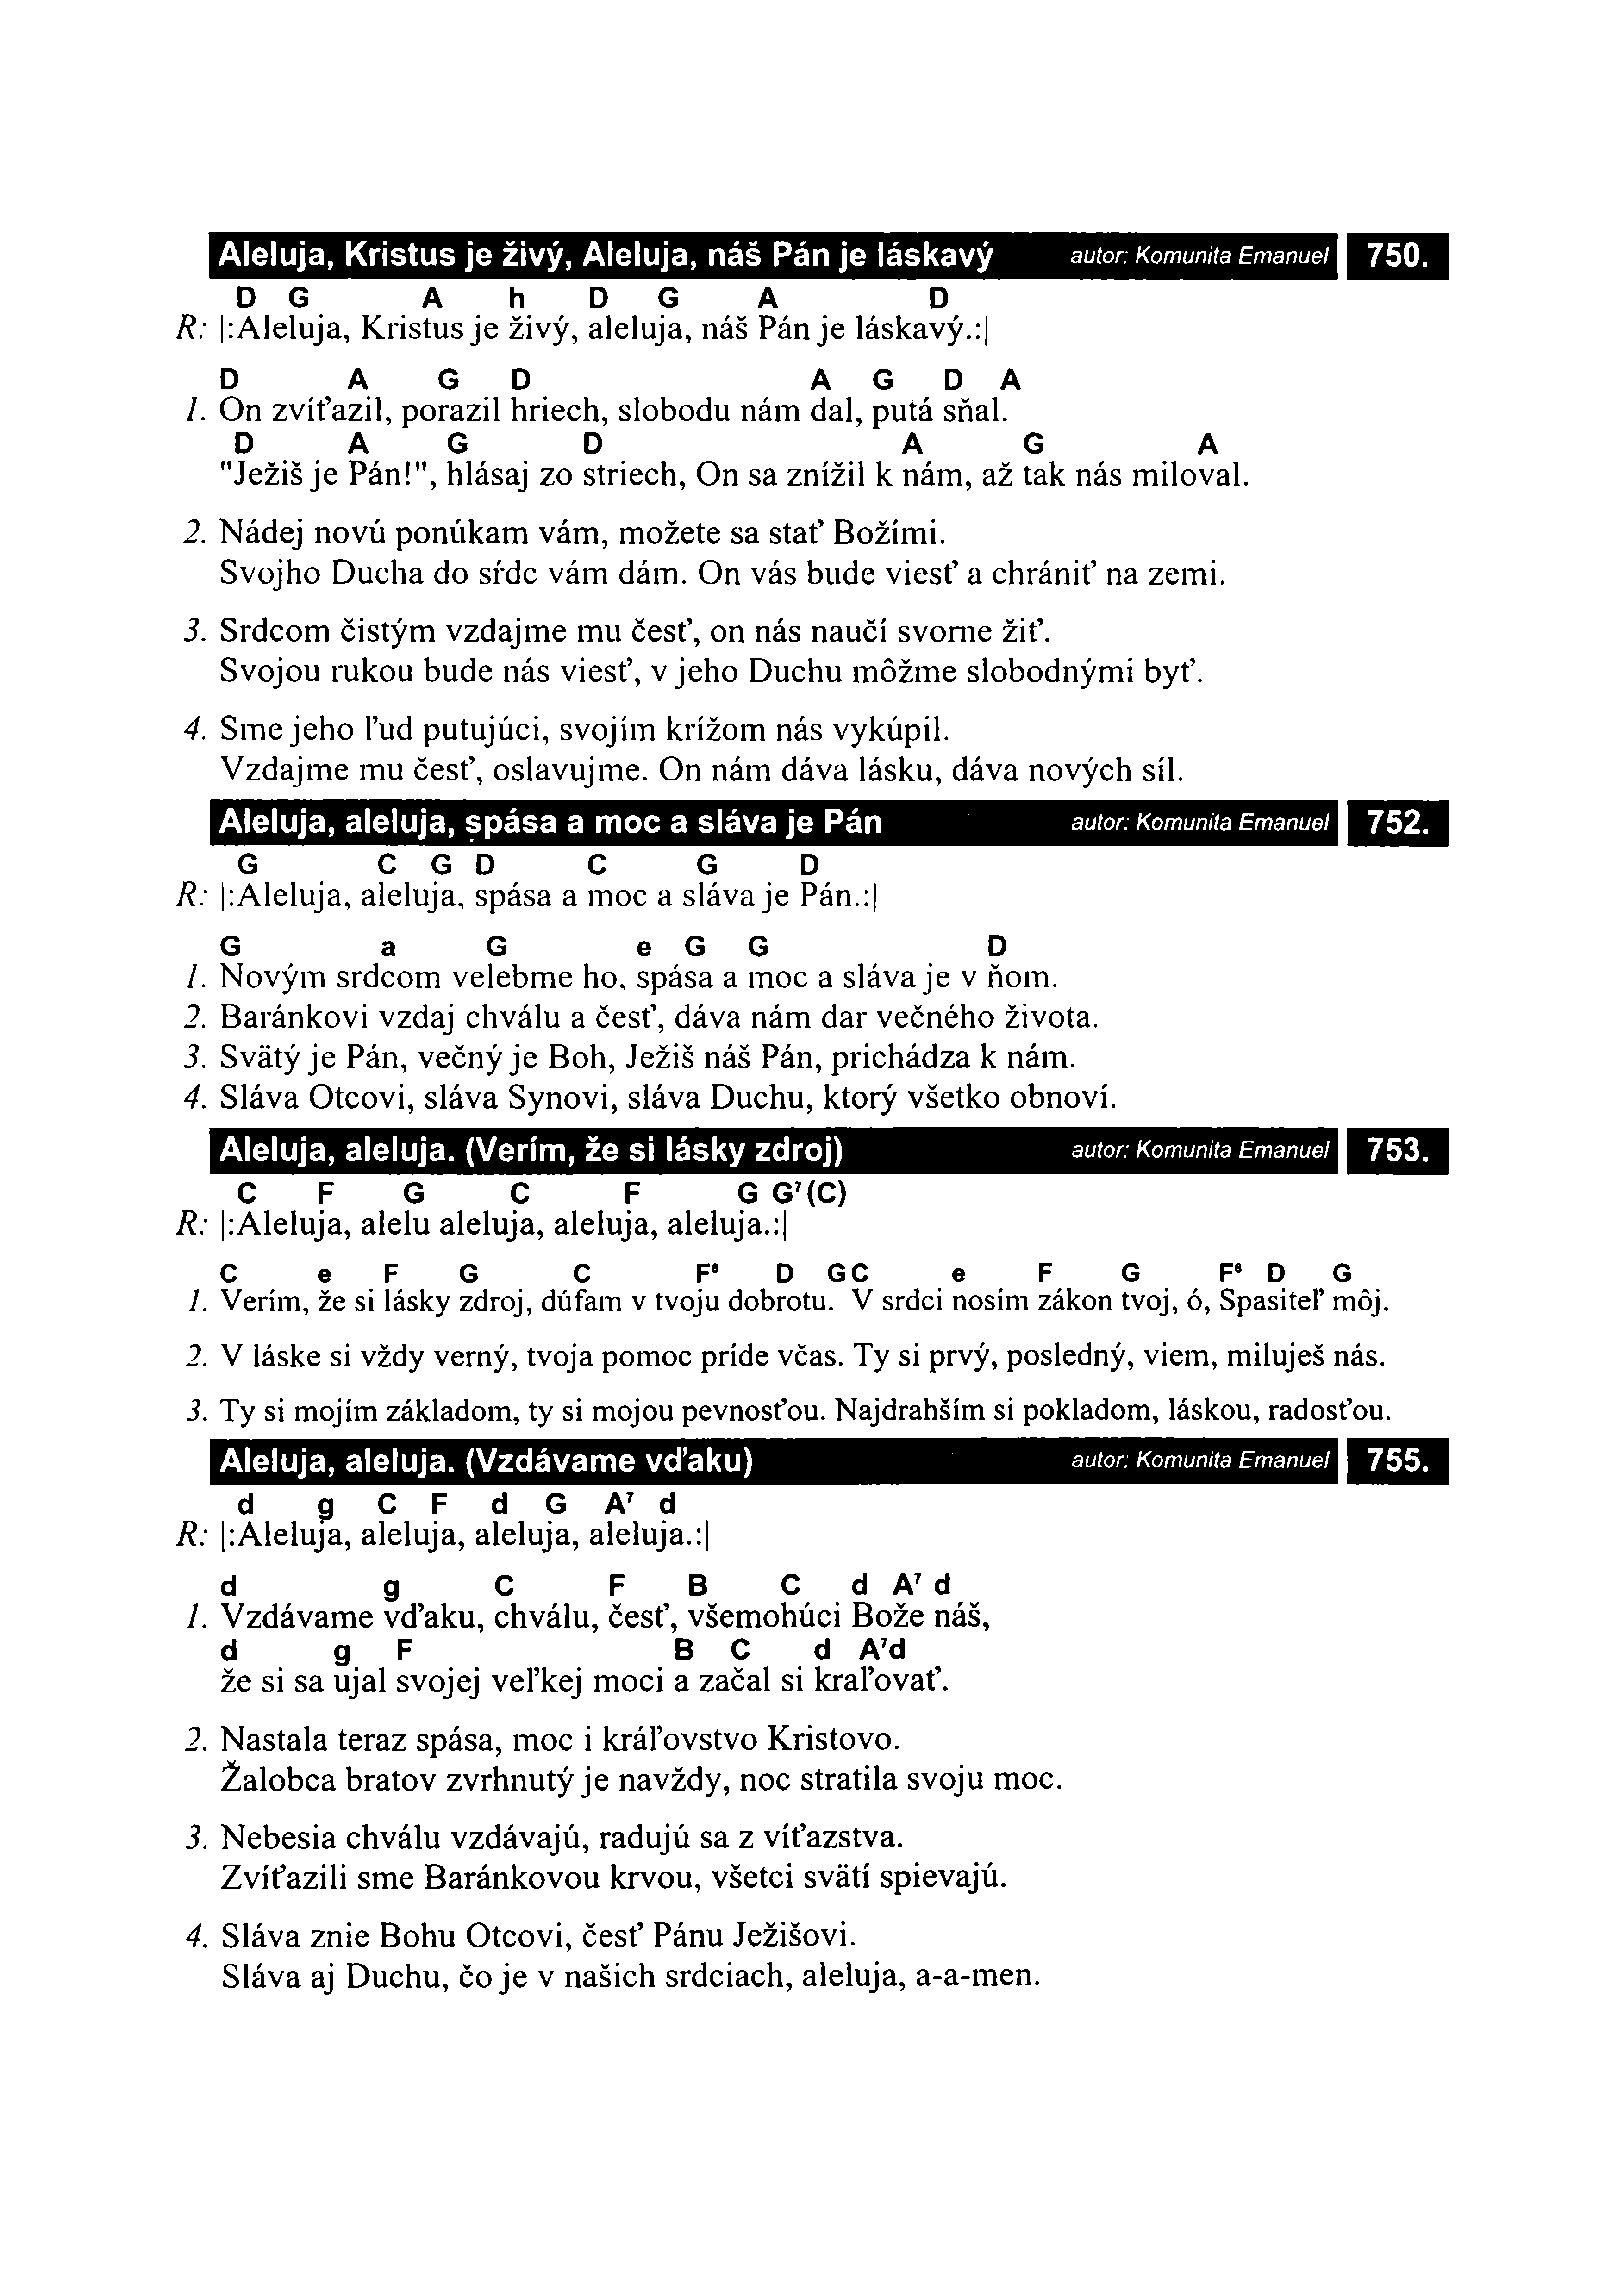 Aleluja, Kristus je živý, Aleluja, náš Pán je láskavý autor: Komunita Emanuel 750.
D G A h D G A D
R: |:Aleluja, Kristus je živý, aleluja, náš Pán je láskavý.:|
D A G D A G D A
1. On zvíťazil, porazil hriech, slobodu nám dal, putá sňal.
D A G D A G A
"Ježiš je Pán!", hlásaj zo striech, On sa znížil k nám, až tak nás miloval.
2. Nádej novú ponúkam vám, možete sa stať Božími.
Svojho Ducha do sŕdc vám dám. On vás bude viesť a chrániť na zemi.
3. Srdcom čistým vzdajme mu česť, on nás naučí svorne žiť.
Svojou rukou bude nás viesť, v jeho Duchu môžme slobodnými byť.
4. Sme jeho ľud putujúci, svojím krížom nás vykúpil.
Vzdajme mu česť, oslavujme. On nám dáva lásku, dáva nových síl.
Aleluja, aleluja, spása a moc a sláva je Pán autor: Komunita Emanuel 752.
G C G D C G D
R: |:Aleluja, aleluja, spása a moc a sláva je Pán.:|
G a G e G G D
1. Novým srdcom velebme ho, spása a moc a sláva je v ňom.
2. Baránkovi vzdaj chválu a česť, dáva nám dar večného života.
3. Svätý je Pán, večný je Boh, Ježiš náš Pán, prichádza k nám.
4. Sláva Otcovi, sláva Synovi, sláva Duchu, ktorý všetko obnoví.
Aleluja, aleluja. (Verím, že si lásky zdroj) autor: Komunita Emanuel 753.
C F G C F G G⁷(C)
R: |:Aleluja, alelu aleluja, aleluja, aleluja.:|
C e F G C F⁶ D G C e F G F⁶ D G
1. Verím, že si lásky zdroj, dúfam v tvoju dobrotu. V srdci nosím zákon tvoj, ó, Spasiteľ môj.
2. V láske si vždy verný, tvoja pomoc príde včas. Ty si prvý, posledný, viem, miluješ nás.
3. Ty si mojím základom, ty si mojou pevnosťou. Najdrahším si pokladom, láskou, radosťou.
Aleluja, aleluja. (Vzdávame vďaku) autor: Komunita Emanuel 755.
d g C F d G A⁷ d
R: |:Aleluja, aleluja, aleluja, aleluja.:|
d g C F B C d A⁷ d
1. Vzdávame vďaku, chválu, česť, všemohúci Bože náš,
d g F B C d A⁷d
že si sa ujal svojej veľkej moci a začal si kraľovať.
2. Nastala teraz spása, moc i kráľovstvo Kristovo.
Žalobca bratov zvrhnutý je navždy, noc stratila svoju moc.
3. Nebesia chválu vzdávajú, radujú sa z víťazstva.
Zvíťazili sme Baránkovou krvou, všetci svätí spievajú.
4. Sláva znie Bohu Otcovi, česť Pánu Ježišovi.
Sláva aj Duchu, čo je v našich srdciach, aleluja, a-a-men.